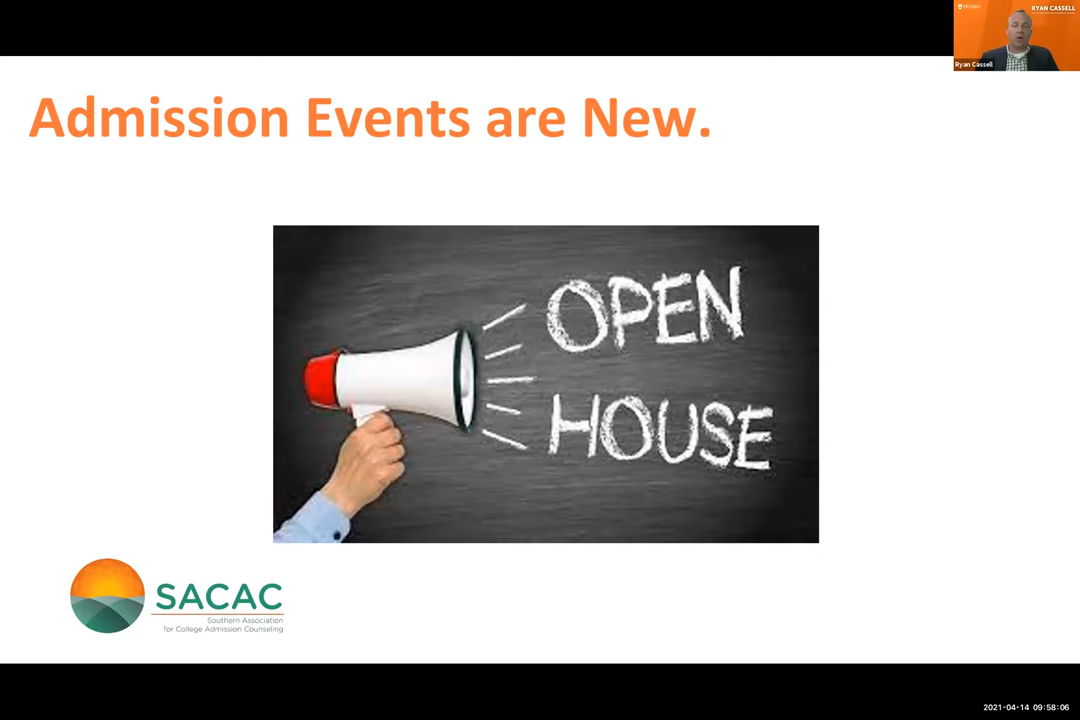 RYAN CASSELL
Ryan Cassell
Admission Events are New.
OPEN
HOUSE
SACAC
Southern Association
for College Admission Counseling
2021-04-14 09:58:06